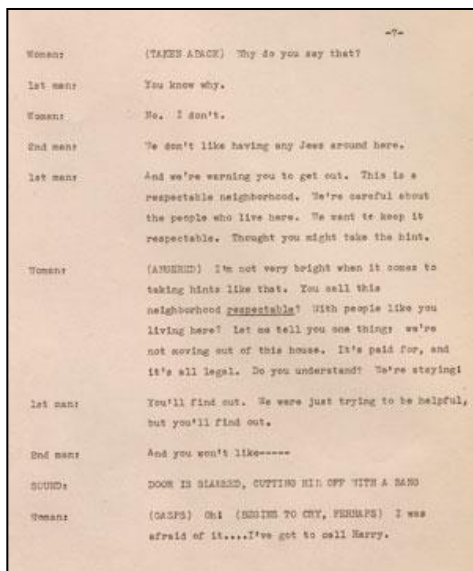 -7-
Woman: (TAKES ABACK) Why do you say that?
1st man: You know why.
Woman: No. I don't.
2nd man: We don't like having any Jews around here.
1st man: And we're warning you to get out. This is a
respectable neighborhood. We're careful about
the people who live here. We want to keep it
respectable. Thought you might take the hint.
Woman: (ANGERED) I'm not very bright when it comes to
taking hints like that. You call this
neighborhood respectable? With people like you
living here? Let me tell you one thing: we're
not moving out of this house. It's paid for, and
it's all legal. Do you understand? We're staying!
1st man: You'll find out. We were just trying to be helpful,
but you'll find out.
2nd man: And you won't like-----
SOUND: DOOR IS SLAMMED, CUTTING HIM OFF WITH A BANG
Woman: (GASPS) Oh! (BEGINS TO CRY, PERHAPS) I was
afraid of it....I've got to call Harry.